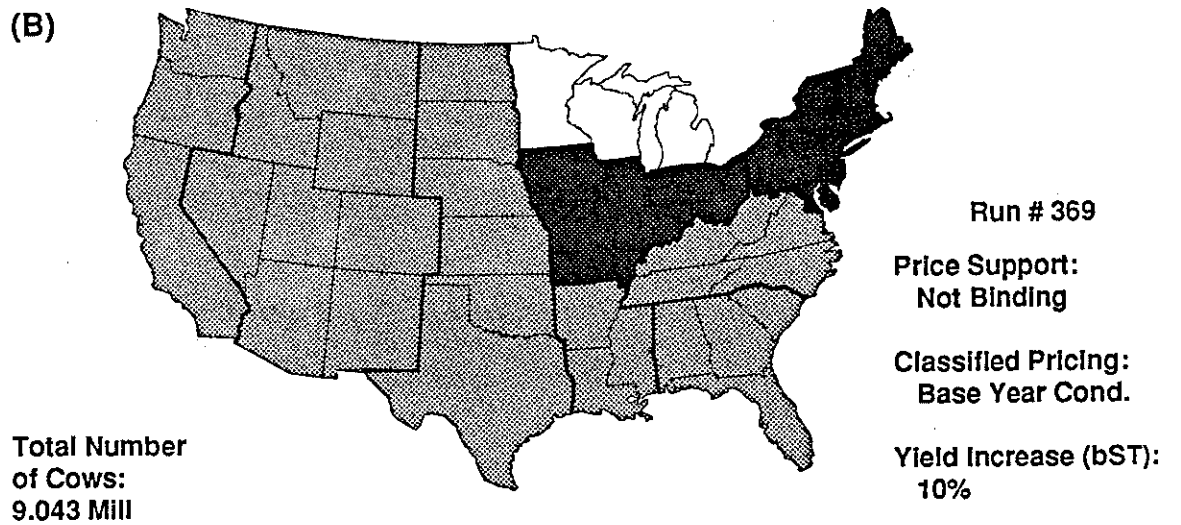 (B)
Run # 369
Price Support:
Not Binding
Classified Pricing:
Base Year Cond.
Total Number
of Cows:
9.043 Mill
Yield Increase (bST):
10%